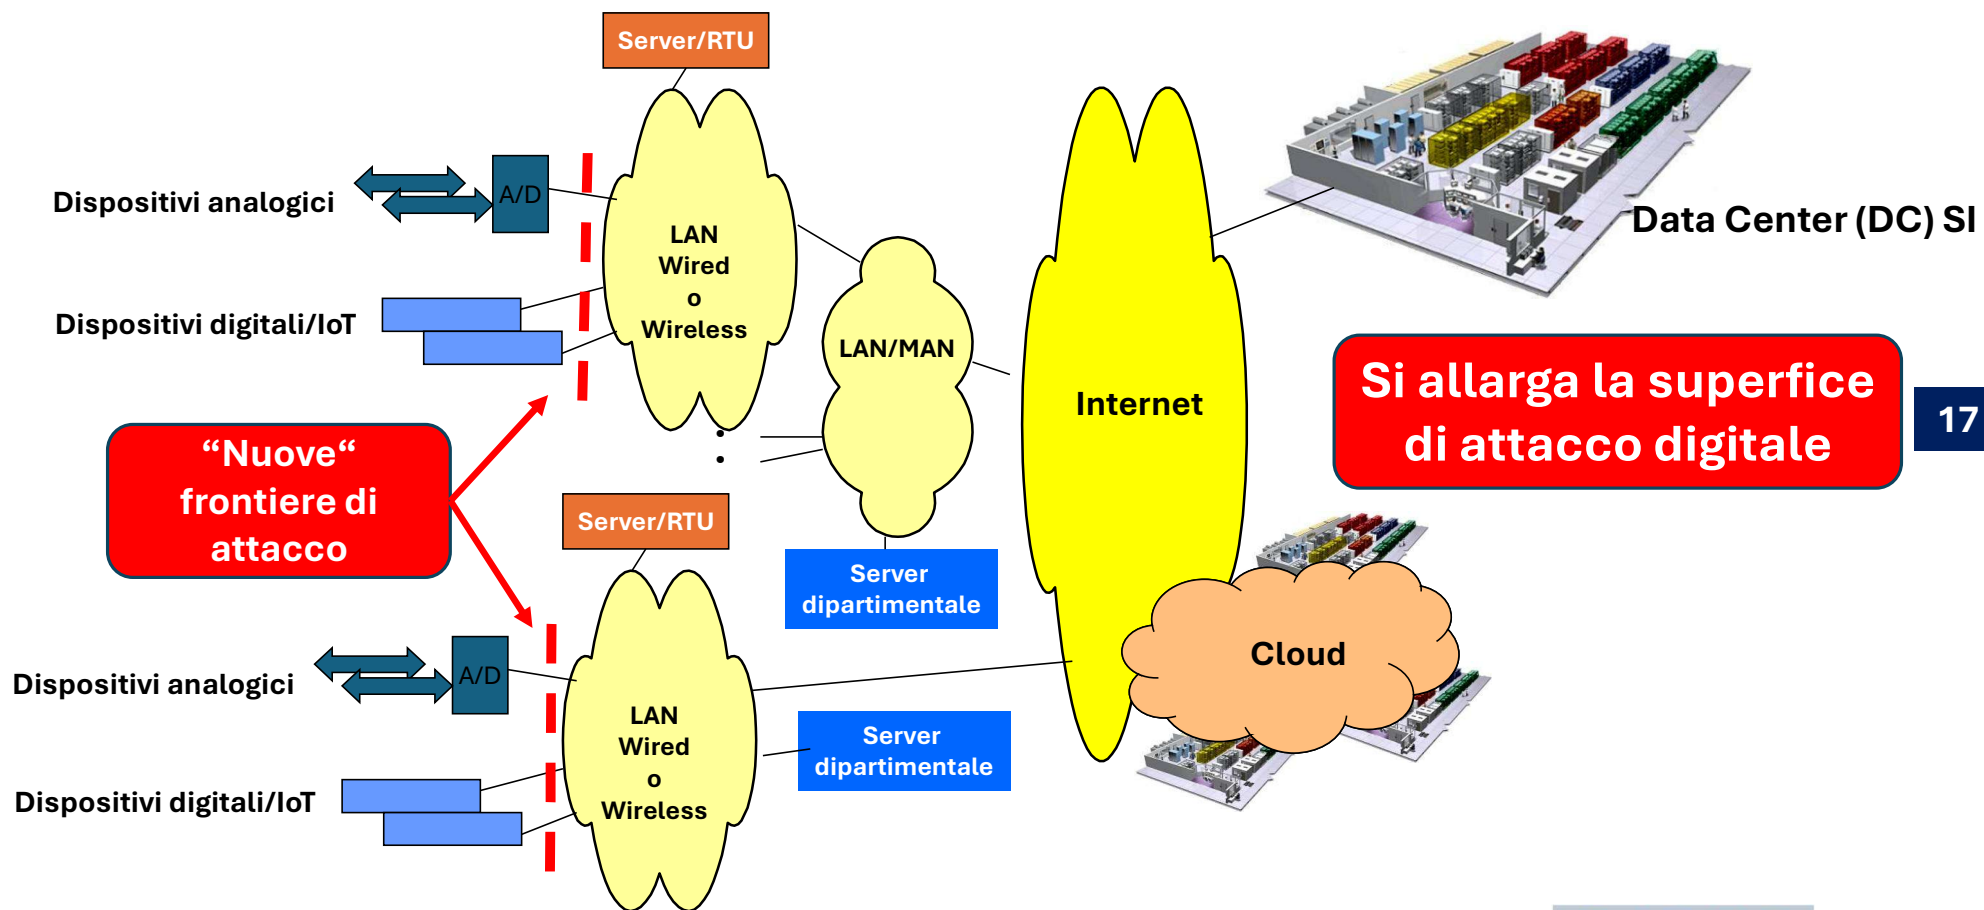 Server/RTU
Dispositivi analogici
A/D
LAN
Wired
o
Wireless
Dispositivi digitali/IoT
LAN/MAN
Internet
Data Center (DC) SI
Si allarga la superfice
di attacco digitale
17
“Nuove“
frontiere di
attacco
Server/RTU
Server
dipartimentale
Cloud
Dispositivi analogici
A/D
LAN
Wired
o
Wireless
Server
dipartimentale
Dispositivi digitali/IoT